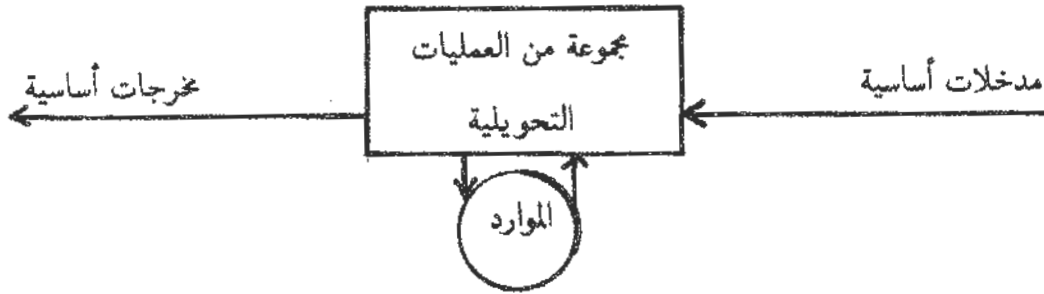 مدخلات أساسية
مجموعة من العمليات
التحويلية
مخرجات أساسية
الموارد